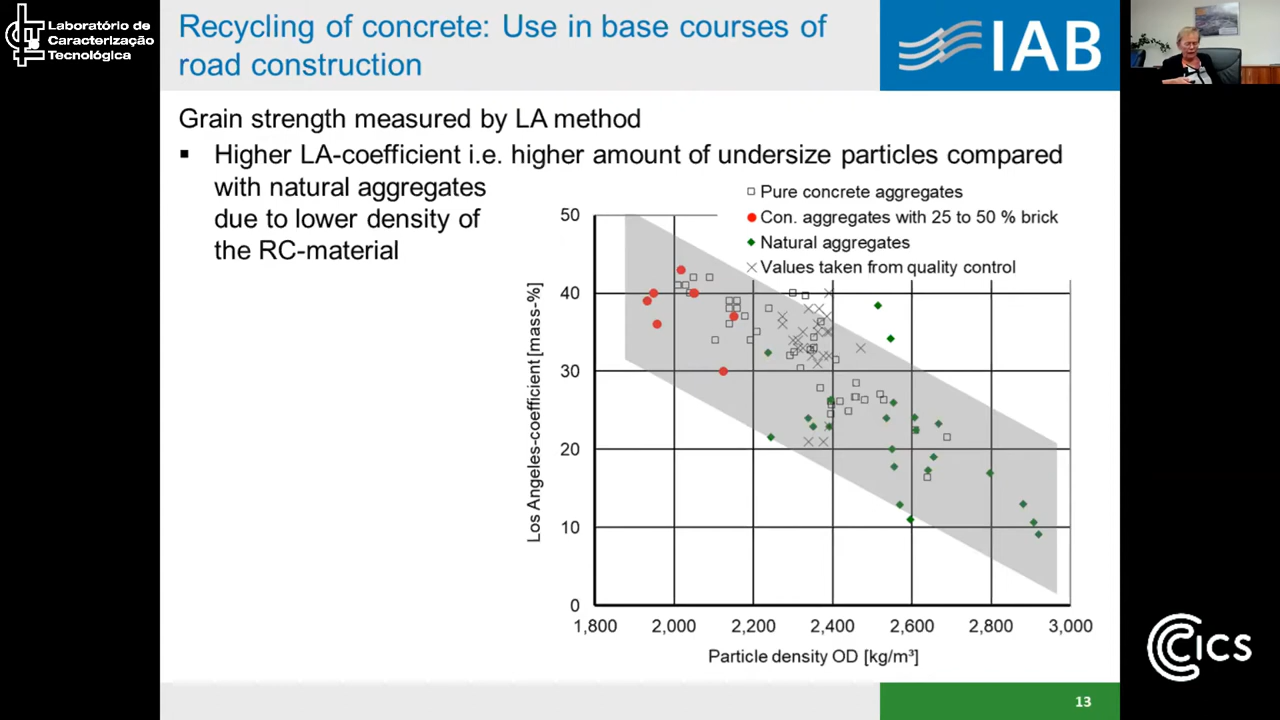 Laboratório de
Caracterização
Tecnológica
Recycling of concrete: Use in base courses of
road construction
IAB
Grain strength measured by LA method
▪ Higher LA-coefficient i.e. higher amount of undersize particles compared
with natural aggregates
due to lower density of
the RC-material
Pure concrete aggregates
Con. aggregates with 25 to 50 % brick
Natural aggregates
Values taken from quality control
Los Angeles-coefficient [mass-%]
50
40
30
20
10
0
1,800 2,000 2,200 2,400 2,600 2,800 3,000
Particle density OD [kg/m³]
13
CICS